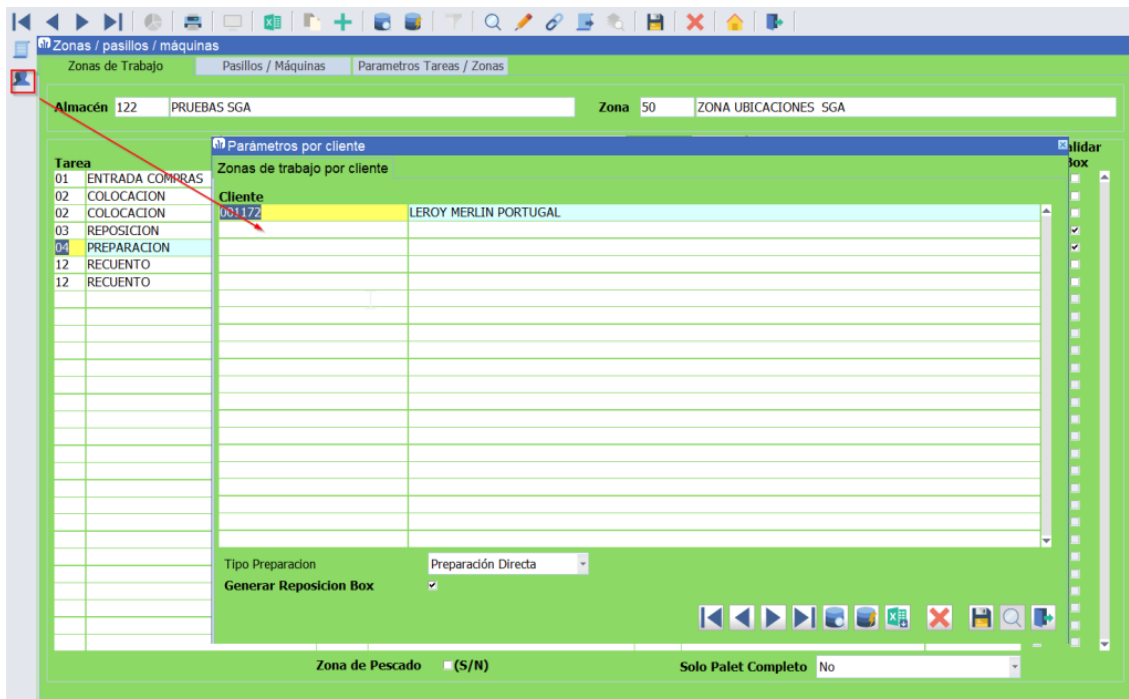 Zonas / pasillos / máquinas
Zonas de Trabajo Pasillos / Máquinas Parametros Tareas / Zonas
Almacén 122 PRUEBAS SGA Zona 50 ZONA UBICACIONES SGA
Parámetros por cliente
Zonas de trabajo por cliente
Tarea
01 ENTRADA COMPRAS
02 COLOCACION
02 COLOCACION
03 REPOSICION
04 PREPARACION
12 RECUENTO
12 RECUENTO
Cliente
001172 LEROY MERLIN PORTUGAL
Box
Tipo Preparacion Preparación Directa
Generar Reposicion Box
Zona de Pescado (S/N) Solo Palet Completo No